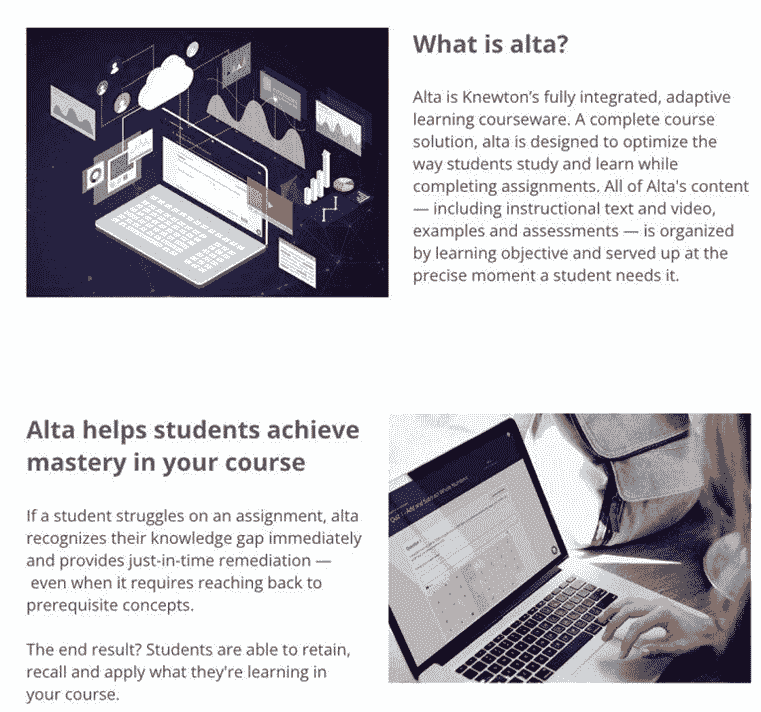 What is alta?
Alta is Knewton's fully integrated, adaptive
learning courseware. A complete course
solution, alta is designed to optimize the
way students study and learn while
completing assignments. All of Alta's content
— including instructional text and video,
examples and assessments — is organized
by learning objective and served up at the
precise moment a student needs it.
Alta helps students achieve
mastery in your course
If a student struggles on an assignment, alta
recognizes their knowledge gap immediately
and provides just-in-time remediation —
even when it requires reaching back to
prerequisite concepts.
The end result? Students are able to retain,
recall and apply what they're learning in
your course.